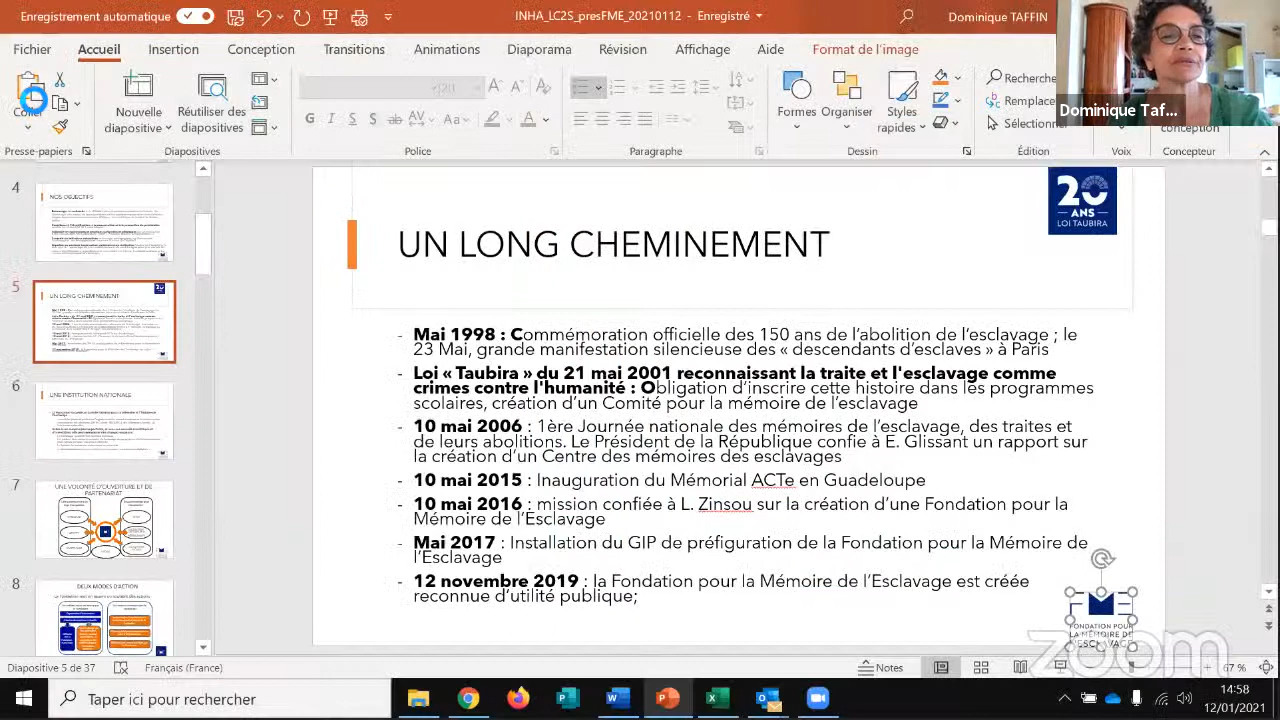 Enregistrement automatique
INHA_LC2S_presFME_20210112 - Enregistré
Dominique TAFFIN
Fichier Accueil Insertion Conception Transitions Animations Diaporama Révision Affichage Aide Format de l'image
Nouvelle
diapositive
Réutiliser des
diapositives
Formes
Organiser
Styles
rapides
Recherche
Remplace
Sélection
Dominique Taf...
conception
Presse-papiers Diapositives Police Paragraphe Dessin Édition Voix Concepteur
4
NOS OBJECTIFS
5
UN LONG CHEMINEMENT
6
UNE INSTITUTION NATIONALE
7
UNE VOLONTÉ D'OUVERTURE ET DE
PARTENARIAT
8
DEUX MODES D'ACTION
20
ANS
LOI TAUBIRA
UN LONG CHEMINEMENT
- Mai 1998 : Commémoration officielle des 150 ans de l'abolition de l'esclavage ; le
23 Mai, grande manifestation silencieuse des « descendants d'esclaves » à Paris
- Loi « Taubira » du 21 mai 2001 reconnaissant la traite et l'esclavage comme
crimes contre l'humanité : Obligation d'inscrire cette histoire dans les programmes
scolaires, création d'un Comité pour la mémoire de l'esclavage
- 10 mai 2006 : 1ère Journée nationale des mémoires de l'esclavage, des traites et
de leurs abolitions. Le Président de la République confie à E. Glissant un rapport sur
la création d'un Centre des mémoires des esclavages
- 10 mai 2015 : Inauguration du Mémorial ACTe en Guadeloupe
- 10 mai 2016 : mission confiée à L. Zinsou sur la création d'une Fondation pour la
Mémoire de l'Esclavage
- Mai 2017 : Installation du GIP de préfiguration de la Fondation pour la Mémoire de
l'Esclavage
- 12 novembre 2019 : la Fondation pour la Mémoire de l'Esclavage est créée
reconnue d'utilité publique;
FONDATION POUR
LA MÉMOIRE DE
L'ESCLAVAGE
zoom
Diapositive 5 de 37 Français (France) Notes 67 %
Taper ici pour rechercher
14:58
12/01/2021